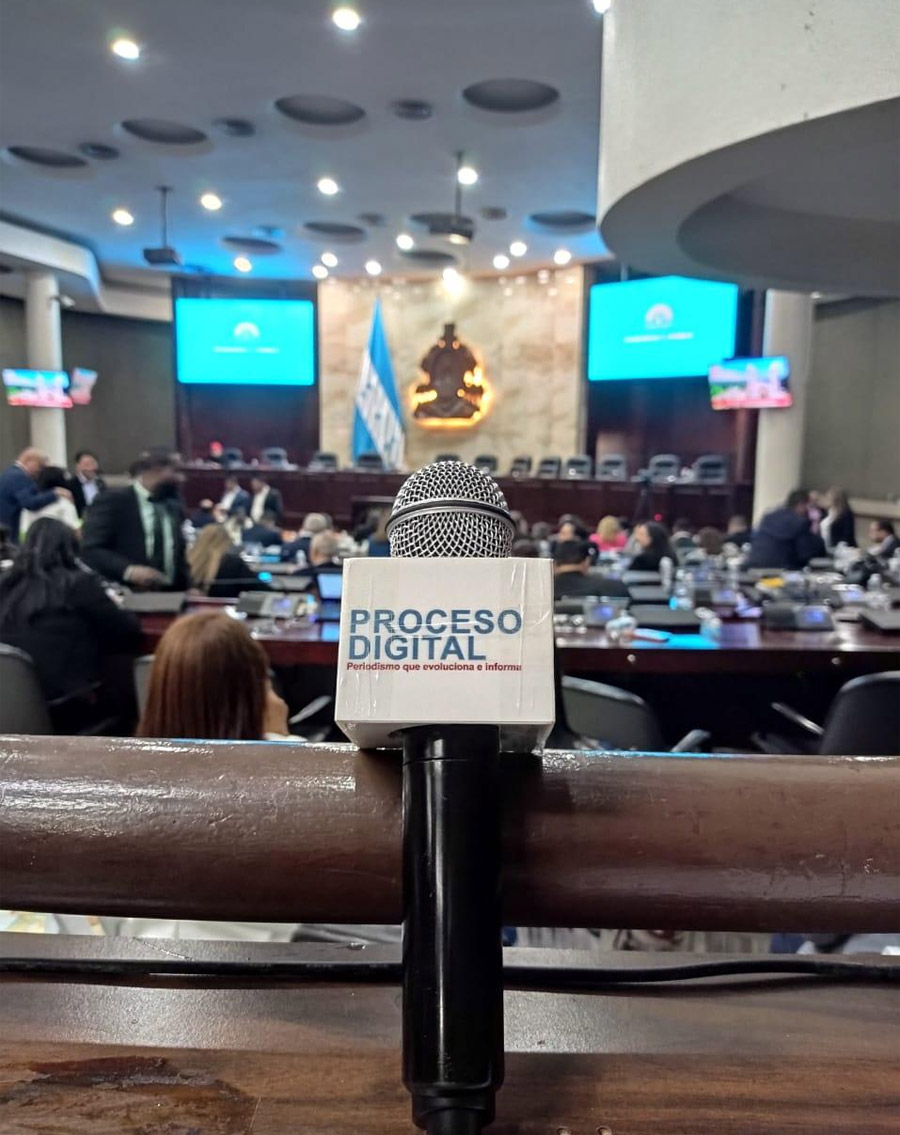 PROCESO
DIGITAL
Periodismo que evoluciona e informa